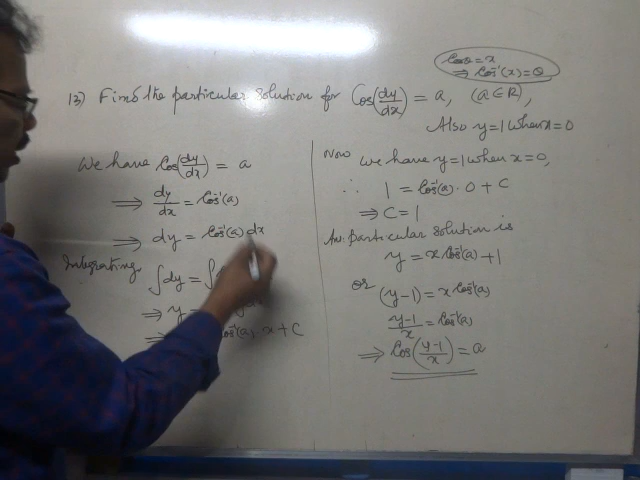 Cosθ = x
⇒ Cos⁻¹(x) = θ
13) Find the particular solution for Cos(dy/dx) = a, (a ∈ R),
Also y = 1 when x = 0
We have Cos(dy/dx) = a
⇒ dy/dx = Cos⁻¹(a)
⇒ dy = Cos⁻¹(a) dx
Integrating, ∫dy = ∫
⇒ y =
⇒ Cos⁻¹(a) · x + C
Now we have y = 1 when x = 0,
∴ 1 = Cos⁻¹(a) · 0 + C
⇒ C = 1
∴ particular solution is
y = x Cos⁻¹(a) + 1
or (y-1) = x Cos⁻¹(a)
y-1/x = Cos⁻¹(a)
⇒ Cos(y-1/x) = a